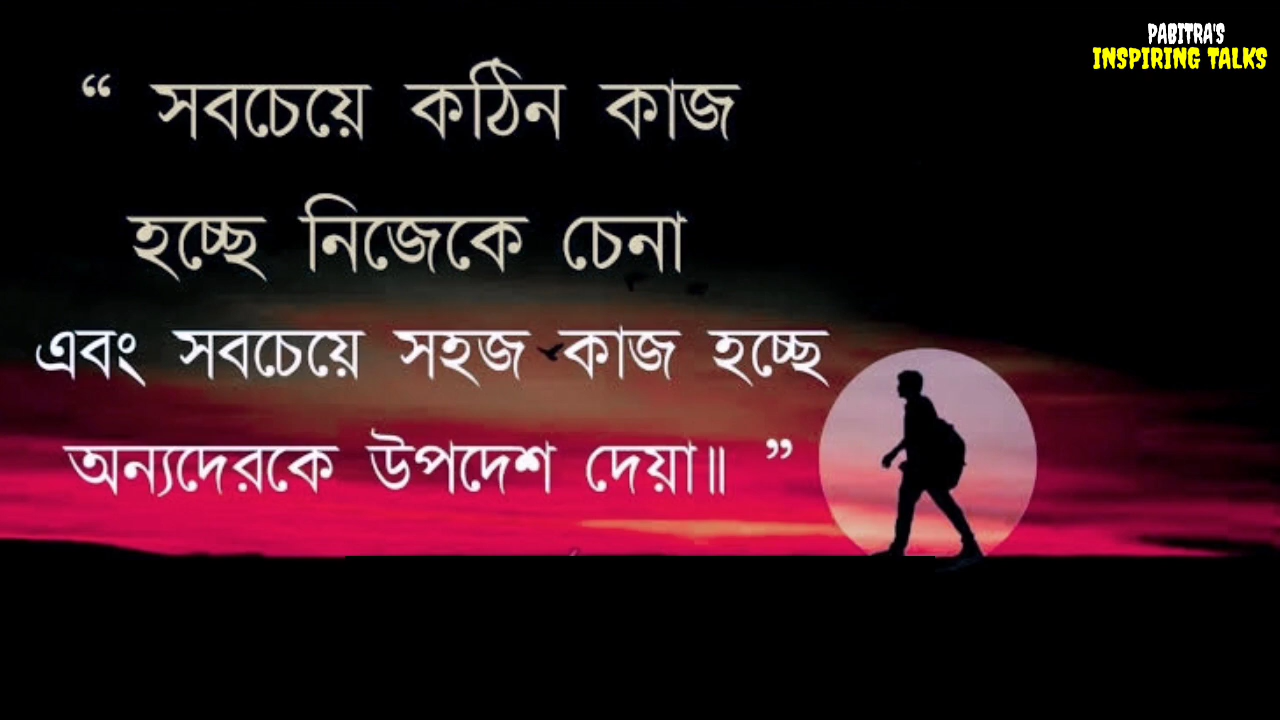 PABITRA'S
INSPIRING TALKS
“ সবচেয়ে কঠিন কাজ
হচ্ছে নিজেকে চেনা
এবং সবচেয়ে সহজ কাজ হচ্ছে
অন্যদেরকে উপদেশ দেয়া॥ ”